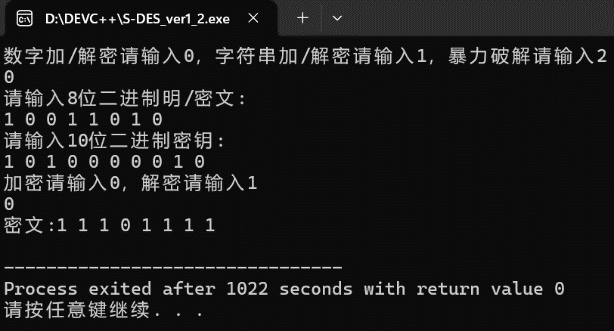 D:\DEVC++\S-DES_ver1_2.exe
数字加/解密请输入0，字符串加/解密请输入1，暴力破解请输入2
0
请输入8位二进制明/密文：
1 0 0 1 1 0 1 0
请输入10位二进制密钥：
1 0 1 0 0 0 0 0 1 0
加密请输入0，解密请输入1
0
密文:1 1 1 0 1 1 1 1
--------------------------------
Process exited after 1022 seconds with return value 0
请按任意键继续. . .